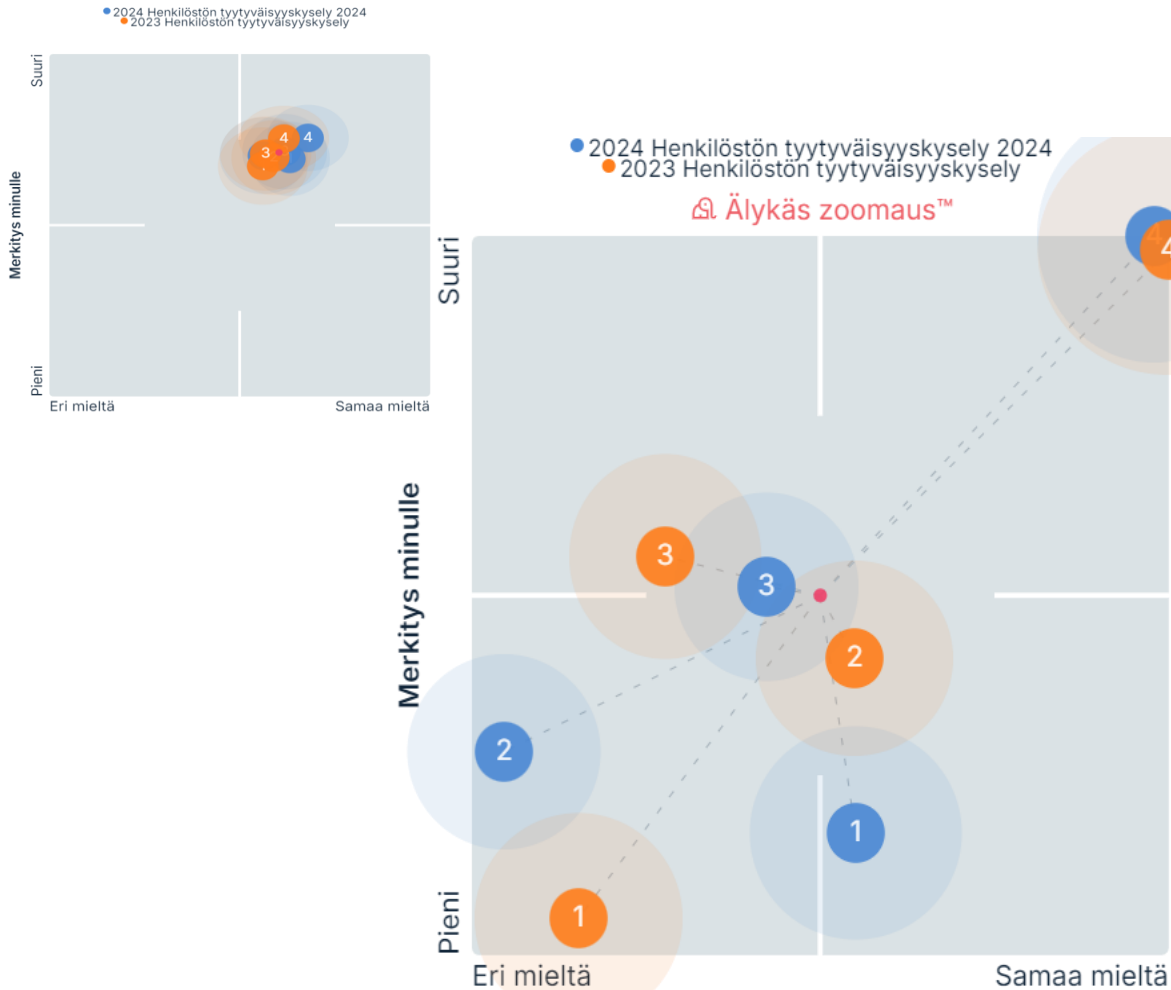 2024 Henkilöstön tyytyväisyyskysely 2024
2023 Henkilöstön tyytyväisyyskysely
Suuri
4
4
3
Merkitys minulle
Pieni
Eri mieltä
Samaa mieltä
2024 Henkilöstön tyytyväisyyskysely 2024
2023 Henkilöstön tyytyväisyyskysely
Älykäs zoomaus™
Suuri
4
4
3
3
2
Merkitys minulle
2
1
1
Pieni
Eri mieltä
Samaa mieltä